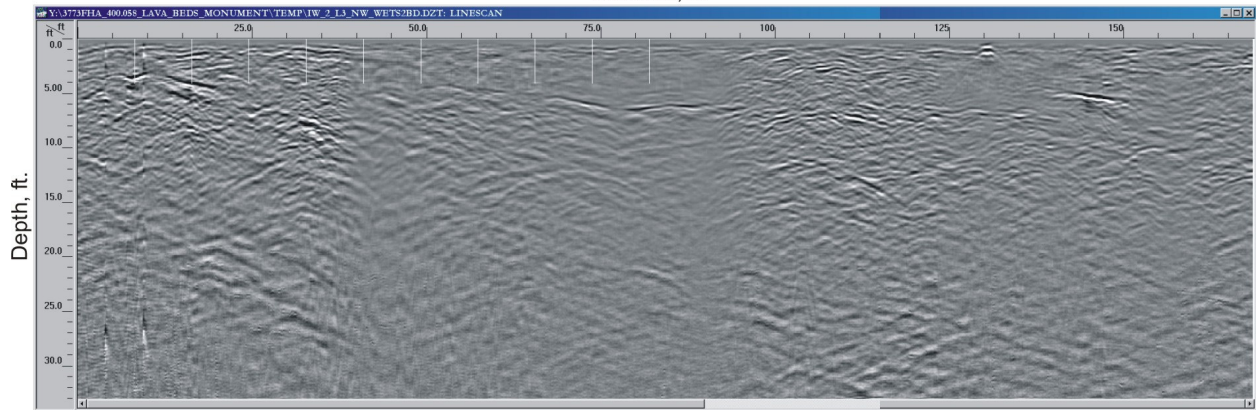 Y:\3773FHA_400.058_LAVA_BEDS_MONUMENT\TEMP\IW_2_L3_NW_WETS2BD.DZT: LINESCAN
ft/ft 25.0 50.0 75.0 100 125 150
0.0
5.00
10.0
15.0
20.0
25.0
30.0
Depth, ft.